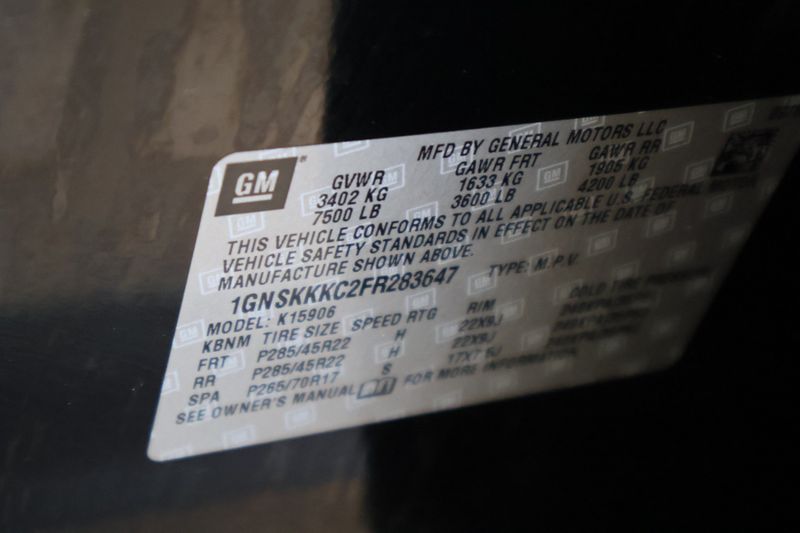 MFD BY GENERAL MOTORS LLC
GM
GVWR GAWR FRT GAWR RR
3402 KG 1633 KG 1905 KG
7500 LB 3600 LB 4200 LB
THIS VEHICLE CONFORMS TO ALL APPLICABLE U.S. FEDERAL MOTOR
VEHICLE SAFETY STANDARDS IN EFFECT ON THE DATE OF
MANUFACTURE SHOWN ABOVE.
1GNSKKKC2FR283647 TYPE: M.P.V.
MODEL: K15906
KBNM TIRE SIZE SPEED RTG RIM COLD TIRE
FRT P285/45R22 H 22X9J
RR P285/45R22 H 22X9J
SPA P265/70R17 S 17X7.5J
SEE OWNER'S MANUAL FOR MORE INFORMATION